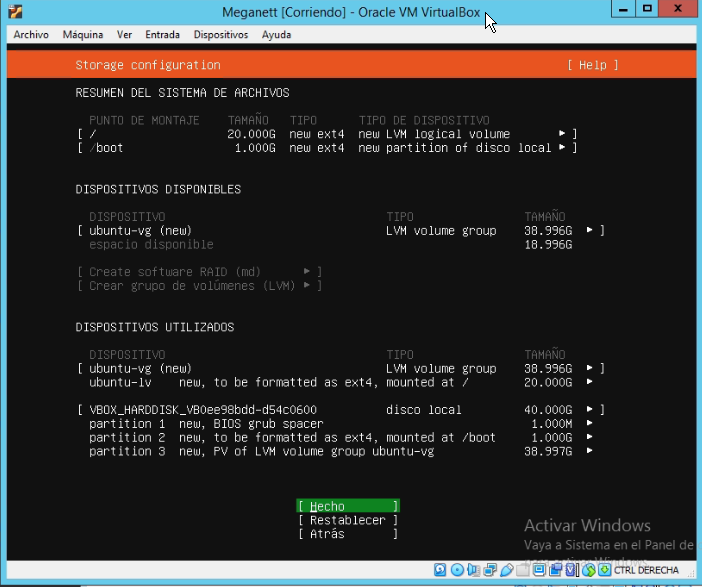 Meganett [Corriendo] - Oracle VM VirtualBox
Archivo Máquina Ver Entrada Dispositivos Ayuda
Storage configuration [ Help ]
RESUMEN DEL SISTEMA DE ARCHIVOS
PUNTO DE MONTAJE TAMAÑO TIPO TIPO DE DISPOSITIVO
[ / 20.000G new ext4 new LVM logical volume ▸ ]
[ /boot 1.000G new ext4 new partition of disco local ▸ ]
DISPOSITIVOS DISPONIBLES
DISPOSITIVO TIPO TAMAÑO
[ ubuntu-vg (new) LVM volume group 38.996G ▸ ]
espacio disponible 18.996G
[ Create software RAID (md) ▸ ]
[ Crear grupo de volúmenes (LVM) ▸ ]
DISPOSITIVOS UTILIZADOS
DISPOSITIVO TIPO TAMAÑO
[ ubuntu-vg (new) LVM volume group 38.996G ▸ ]
ubuntu-lv new, to be formatted as ext4, mounted at / 20.000G ▸
[ VBOX_HARDDISK_VB0ee98bdd-d54c0600 disco local 40.000G ▸ ]
partition 1 new, BIOS grub spacer 1.000M ▸
partition 2 new, to be formatted as ext4, mounted at /boot 1.000G ▸
partition 3 new, PV of LVM volume group ubuntu-vg 38.997G ▸
[ Hecho ]
[ Restablecer ]
[ Atrás ]
Activar Windows
Vaya a Sistema en el Panel de
CTRL DERECHA